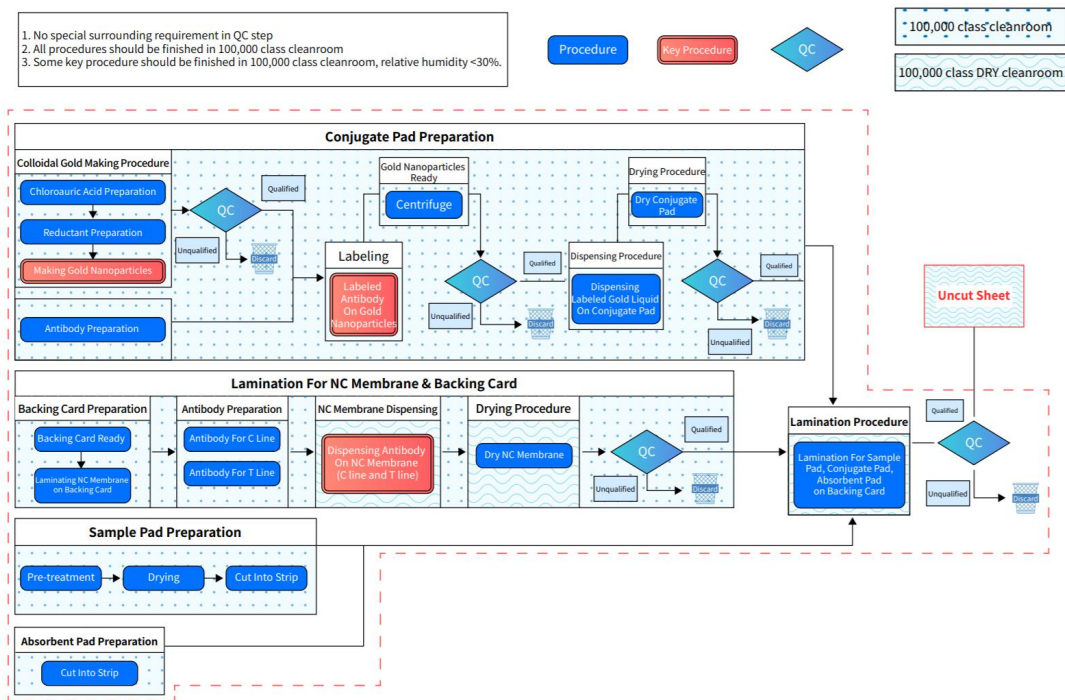 1. No special surrounding requirement in QC step
2. All procedures should be finished in 100,000 class cleanroom
3. Some key procedure should be finished in 100,000 class cleanroom, relative humidity <30%.
Procedure
Key Procedure
QC
100,000 class cleanroom
100,000 class DRY cleanroom
Conjugate Pad Preparation
Colloidal Gold Making Procedure
Chloroauric Acid Preparation
Reductant Preparation
Making Gold Nanoparticles
Antibody Preparation
QC
Qualified
Unqualified
Discard
Labeling
Labeled
Antibody
On Gold
Nanoparticles
Gold Nanoparticles
Ready
Centrifuge
QC
Qualified
Unqualified
Discard
Dispensing Procedure
Dispensing
Labeled Gold Liquid
On Conjugate Pad
Drying Procedure
Dry Conjugate
Pad
QC
Qualified
Unqualified
Discard
Lamination For NC Membrane & Backing Card
Backing Card Preparation
Backing Card Ready
Laminating NC Membrane
on Backing Card
Antibody Preparation
Antibody For C Line
Antibody For T Line
NC Membrane Dispensing
Dispensing Antibody
On NC Membrane
(C line and T line)
Drying Procedure
Dry NC Membrane
QC
Qualified
Unqualified
Discard
Lamination Procedure
Lamination For Sample
Pad, Conjugate Pad,
Absorbent Pad
on Backing Card
QC
Qualified
Unqualified
Discard
Uncut Sheet
Sample Pad Preparation
Pre-treatment
Drying
Cut Into Strip
Absorbent Pad Preparation
Cut Into Strip